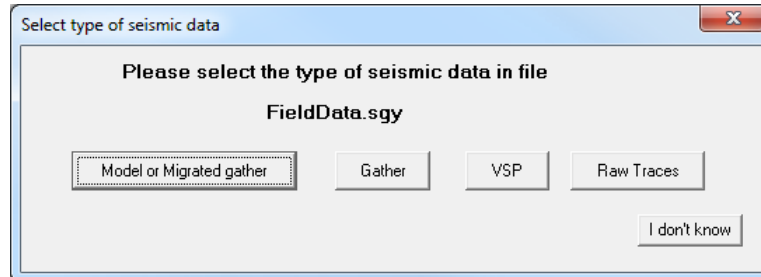 Select type of seismic data
Please select the type of seismic data in file
FieldData.sgy
Model or Migrated gather Gather VSP Raw Traces
I don't know